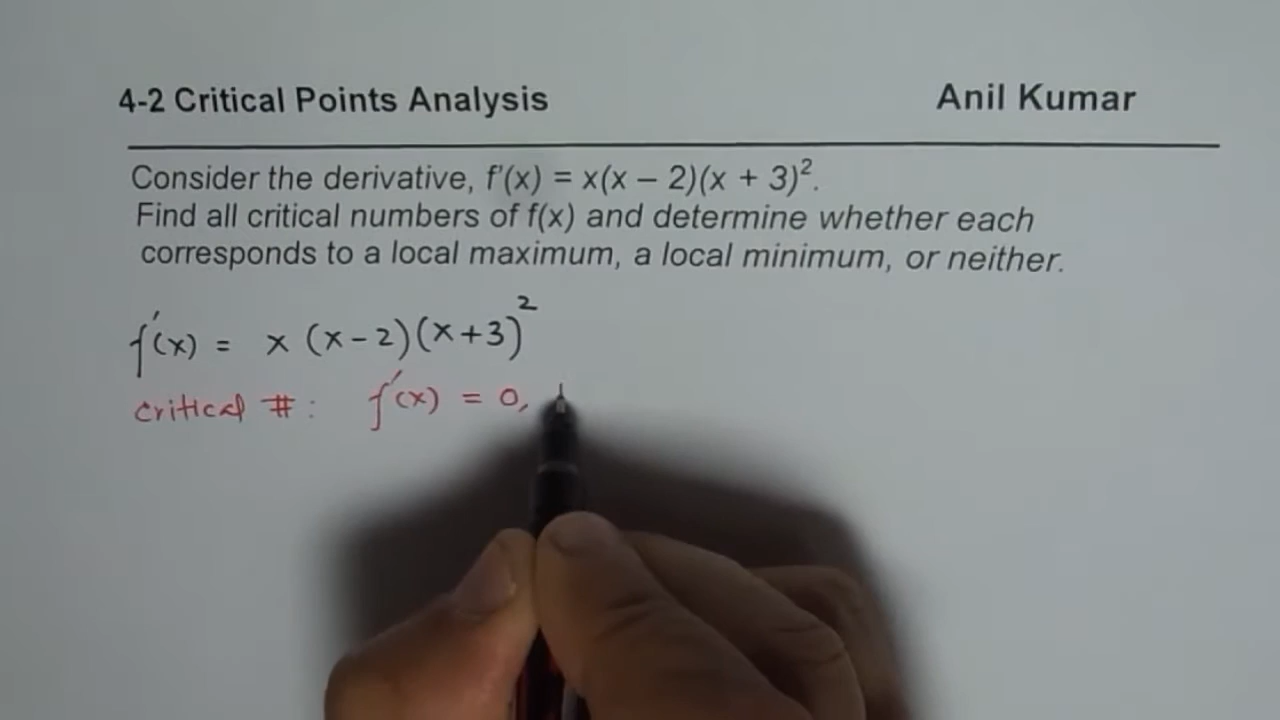 4-2 Critical Points Analysis Anil Kumar
Consider the derivative, f'(x) = x(x – 2)(x + 3)².
Find all critical numbers of f(x) and determine whether each
corresponds to a local maximum, a local minimum, or neither.
f'(x) = x (x-2)(x+3)²
Critical #: f'(x) = 0,